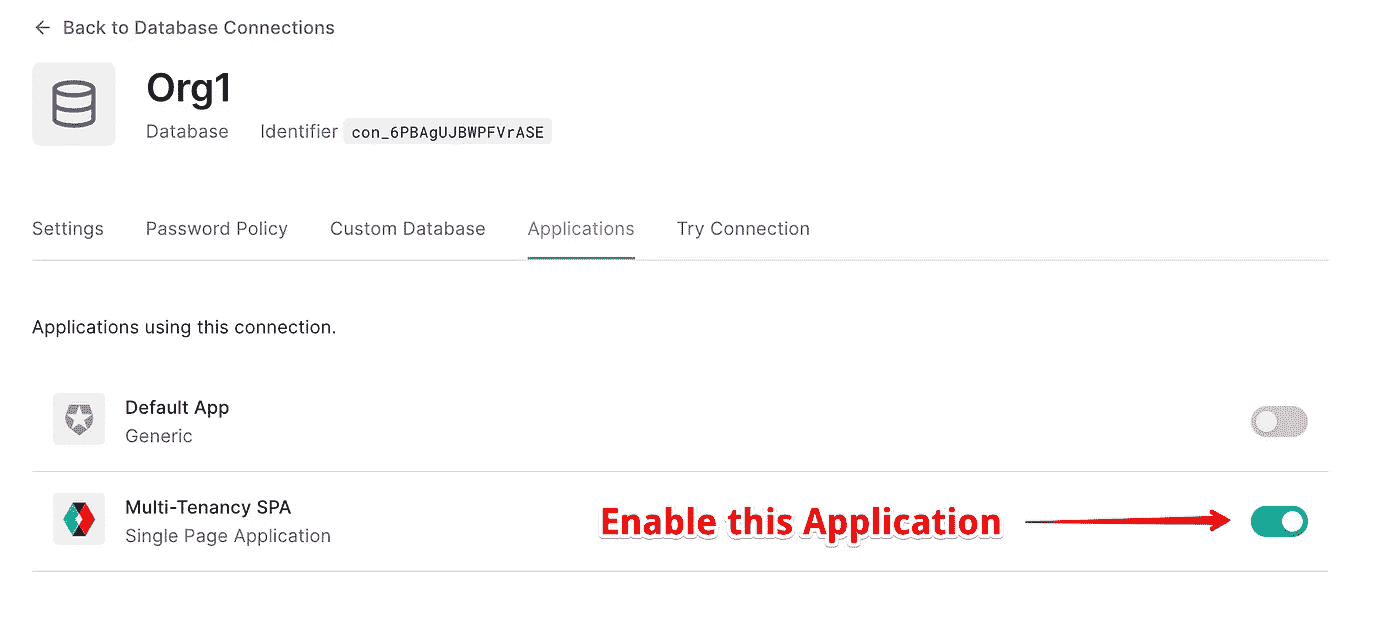 Back to Database Connections
Org1
Database Identifier con_6PBAgUJBWPFVrASE
Settings Password Policy Custom Database Applications Try Connection
Applications using this connection.
Default App
Generic
Multi-Tenancy SPA
Single Page Application
Enable this Application